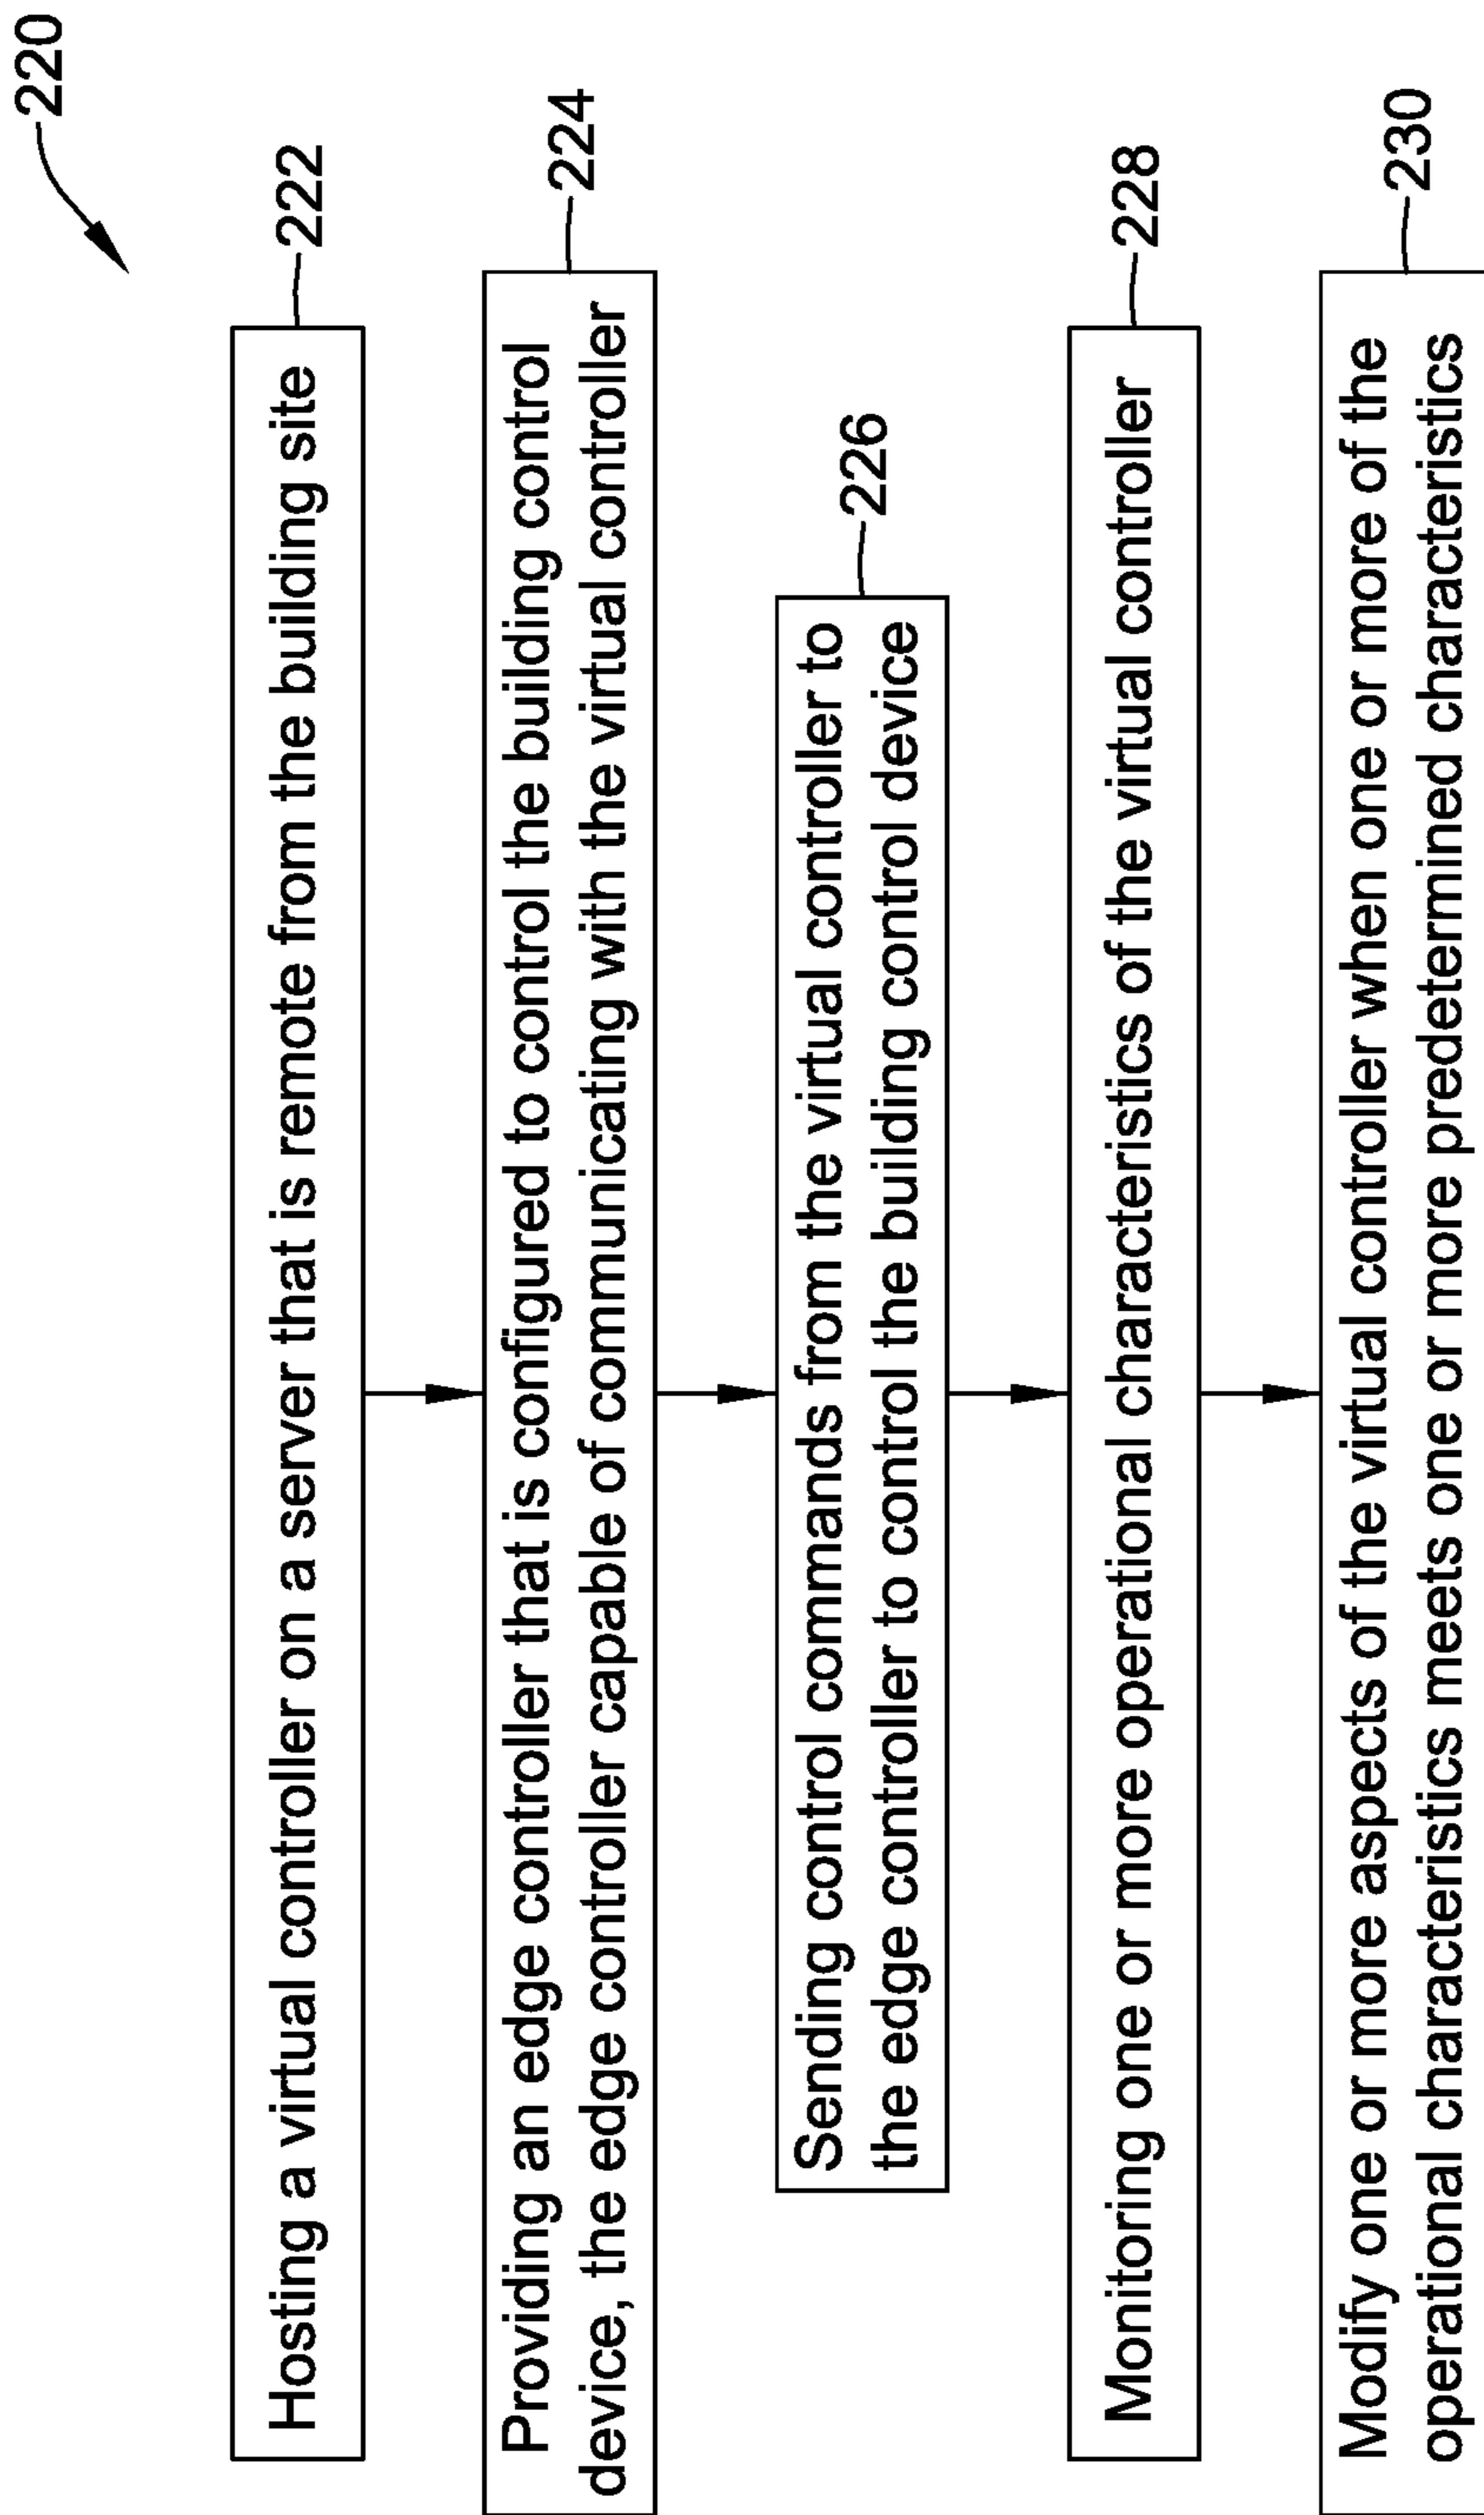 220
Hosting a virtual controller on a server that is remote from the building site
222
Providing an edge controller that is configured to control the building control
device, the edge controller capable of communicating with the virtual controller
224
Sending control commands from the virtual controller to
the edge controller to control the building control device
226
Monitoring one or more operational characteristics of the virtual controller
228
Modify one or more aspects of the virtual controller when one or more of the
operational characteristics meets one or more predetermined characteristics
230